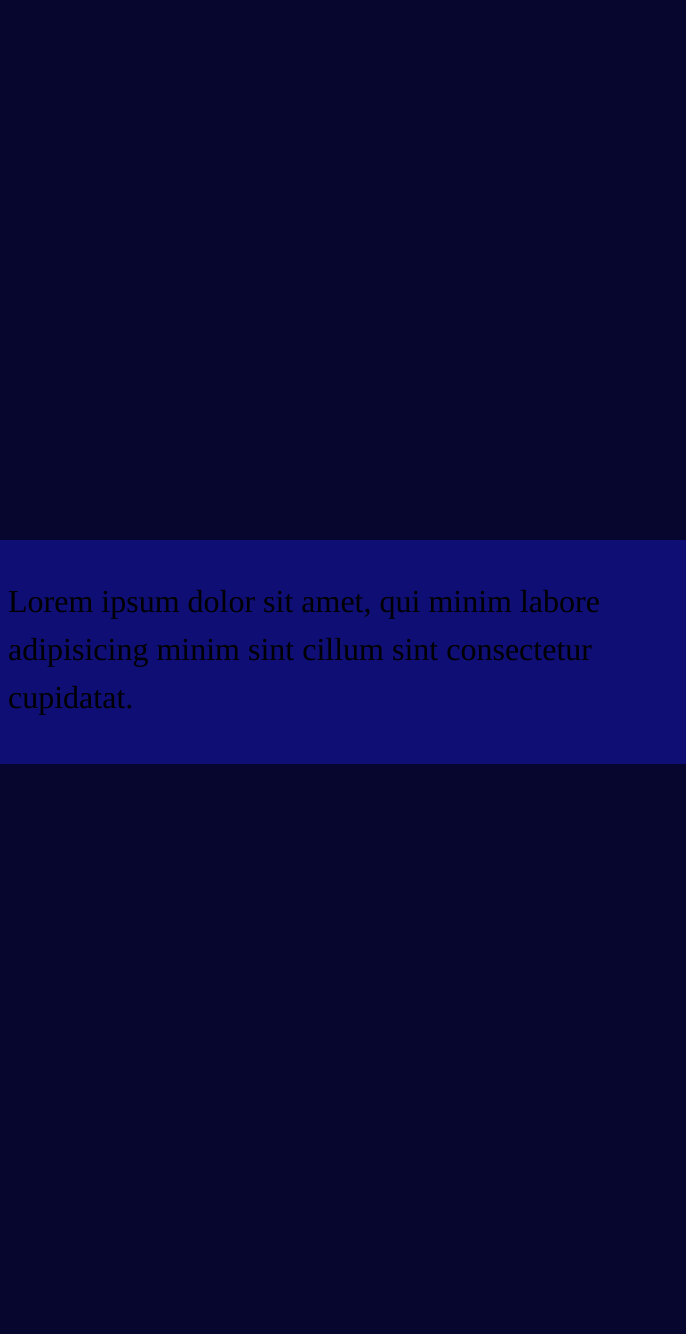 Lorem ipsum dolor sit amet, qui minim labore
adipisicing minim sint cillum sint consectetur
cupidatat.